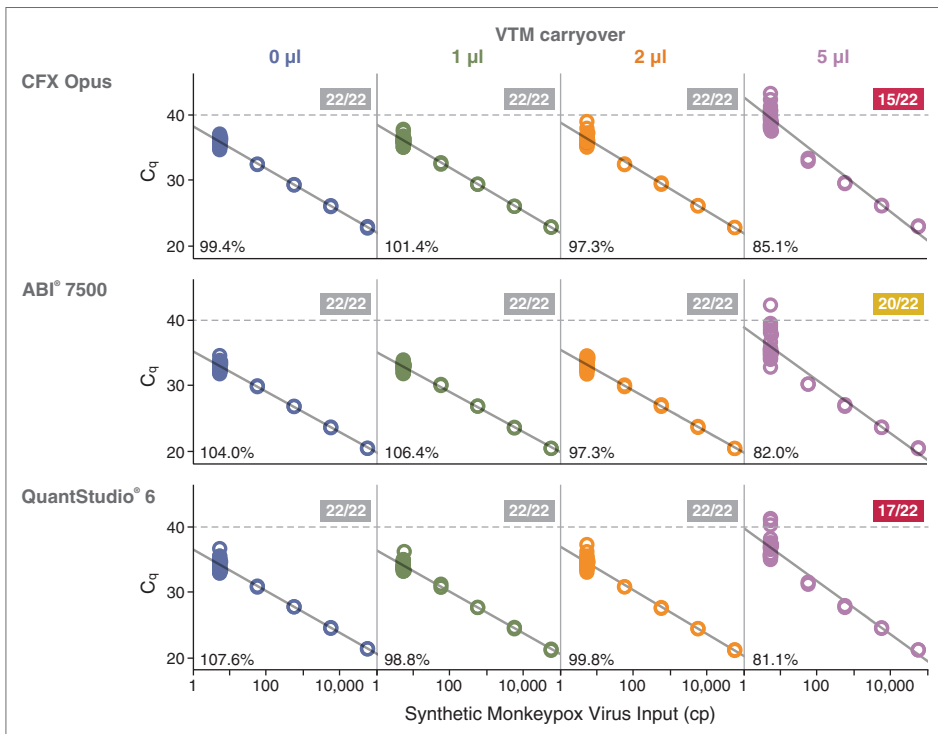 VTM carryover
0 µl 1 µl 2 µl 5 µl
CFX Opus
22/22 22/22 22/22 15/22
40
30
20
Cq
99.4% 101.4% 97.3% 85.1%
ABI® 7500
22/22 22/22 22/22 20/22
40
30
20
Cq
104.0% 106.4% 97.3% 82.0%
QuantStudio® 6
22/22 22/22 22/22 17/22
40
30
20
Cq
107.6% 98.8% 99.8% 81.1%
1 100 10,000 1 100 10,000 1 100 10,000 1 100 10,000
Synthetic Monkeypox Virus Input (cp)